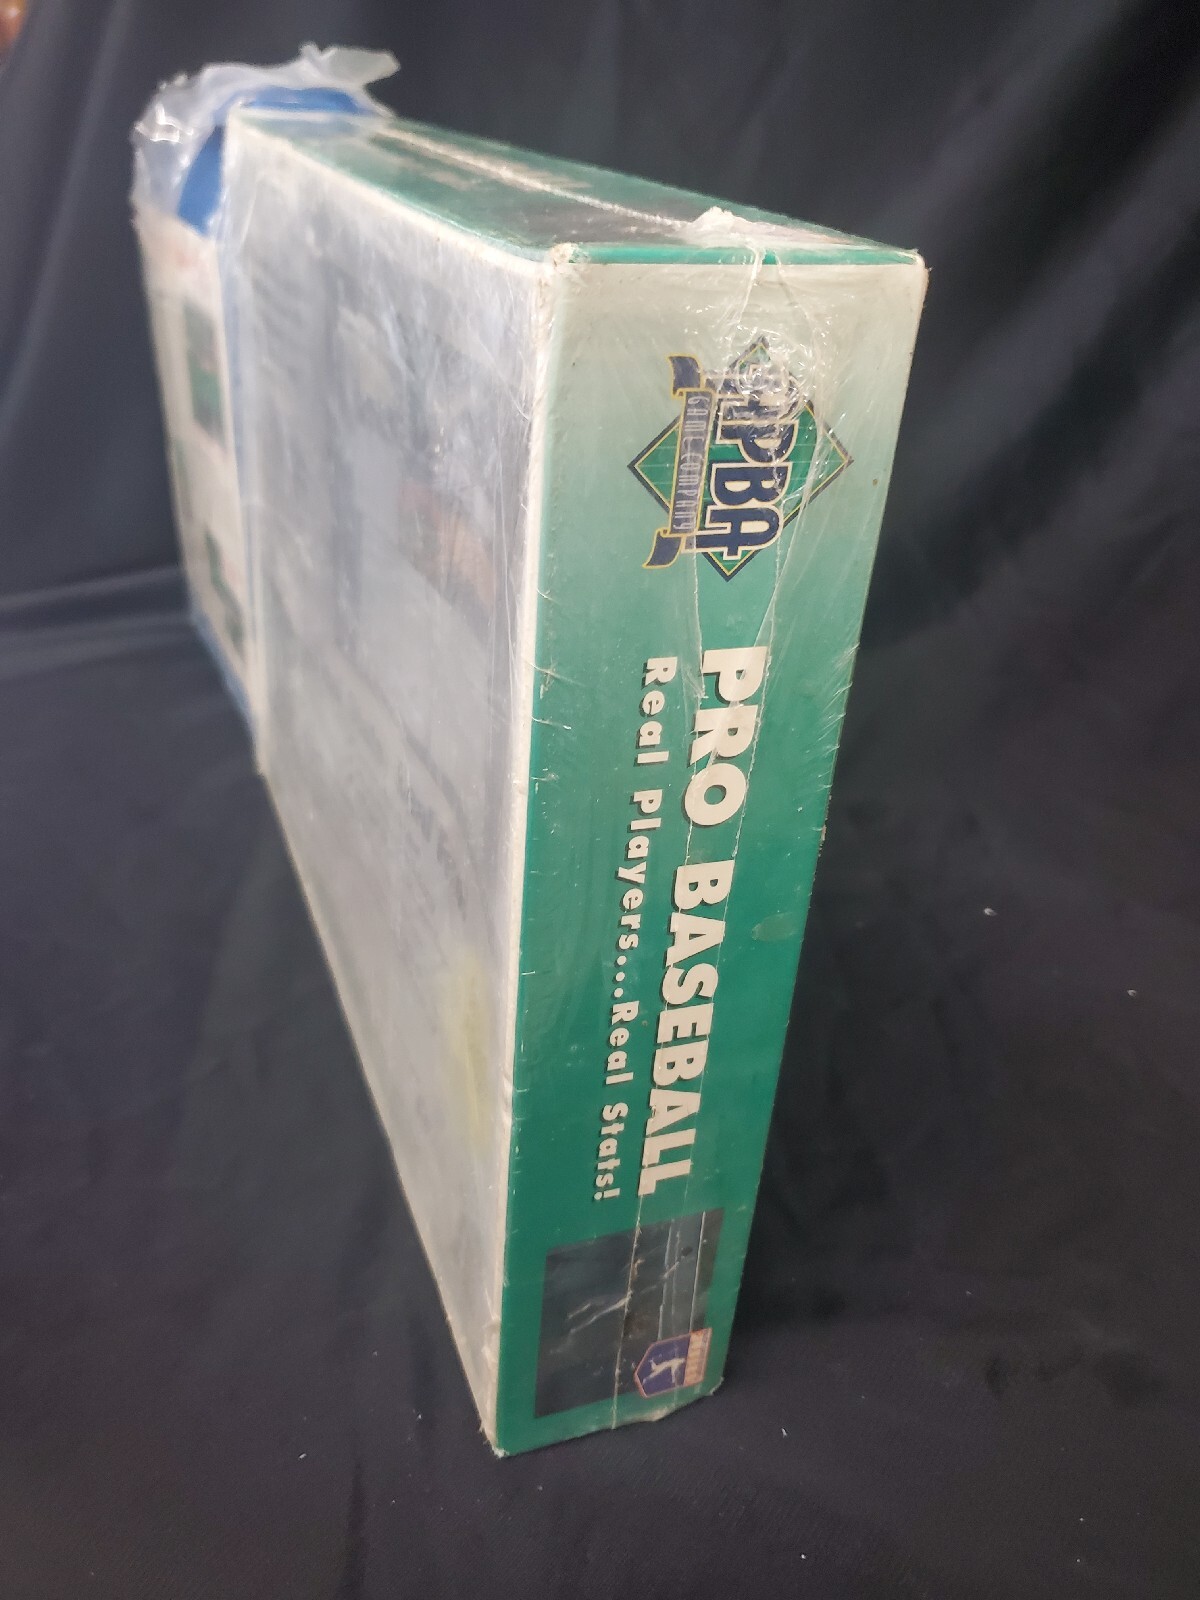 APBA
GAME COMPANY
PRO BASEBALL
Real Players...Real Stats!